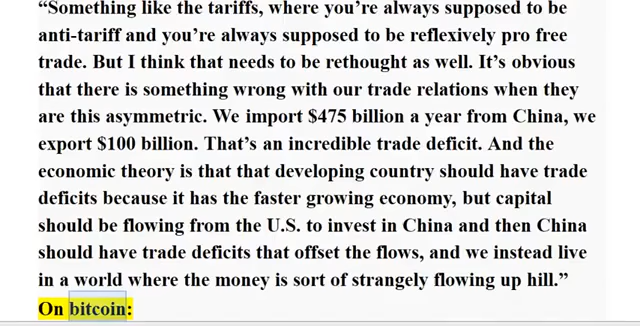 “Something like the tariffs, where you’re always supposed to be
anti-tariff and you’re always supposed to be reflexively pro free
trade. But I think that needs to be rethought as well. It’s obvious
that there is something wrong with our trade relations when they
are this asymmetric. We import $475 billion a year from China, we
export $100 billion. That’s an incredible trade deficit. And the
economic theory is that that developing country should have trade
deficits because it has the faster growing economy, but capital
should be flowing from the U.S. to invest in China and then China
should have trade deficits that offset the flows, and we instead live
in a world where the money is sort of strangely flowing up hill.”
On bitcoin: